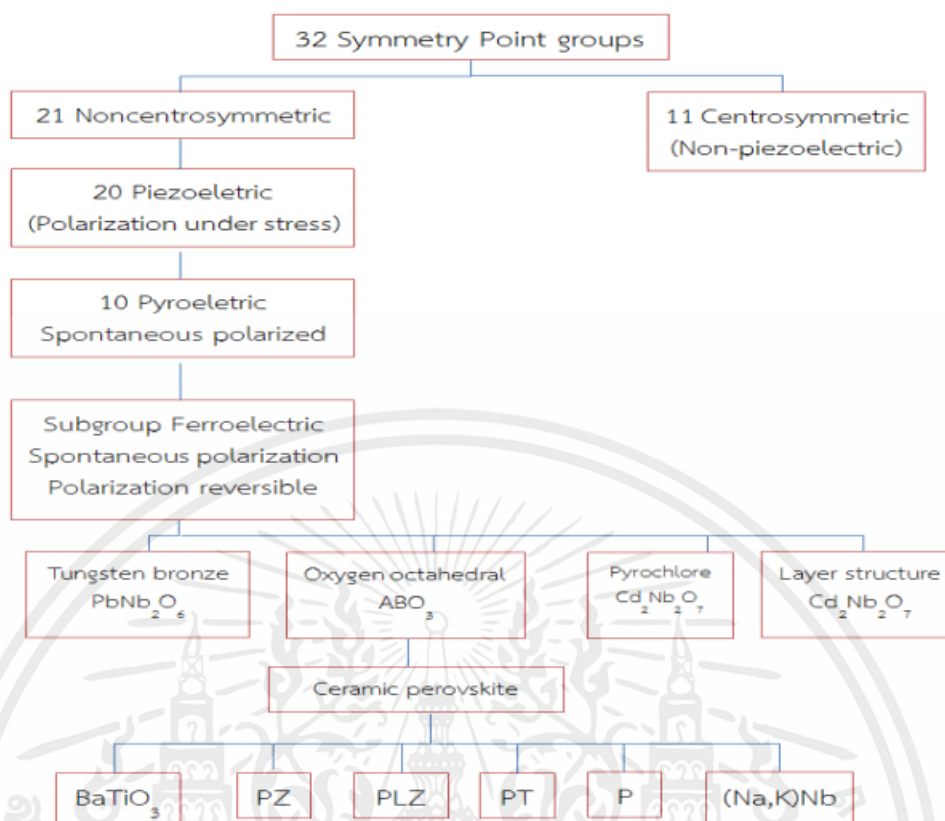 32 Symmetry Point groups
21 Noncentrosymmetric
11 Centrosymmetric
(Non-piezoelectric)
20 Piezoeletric
(Polarization under stress)
10 Pyroeletric
Spontaneous polarized
Subgroup Ferroelectric
Spontaneous polarization
Polarization reversible
Tungsten bronze
PbNb₂O₆
Oxygen octahedral
ABO₃
Pyrochlore
Cd₂Nb₂O₇
Layer structure
Cd₂Nb₂O₇
Ceramic perovskite
BaTiO₃
PZ
PLZ
PT
P
(Na,K)Nb